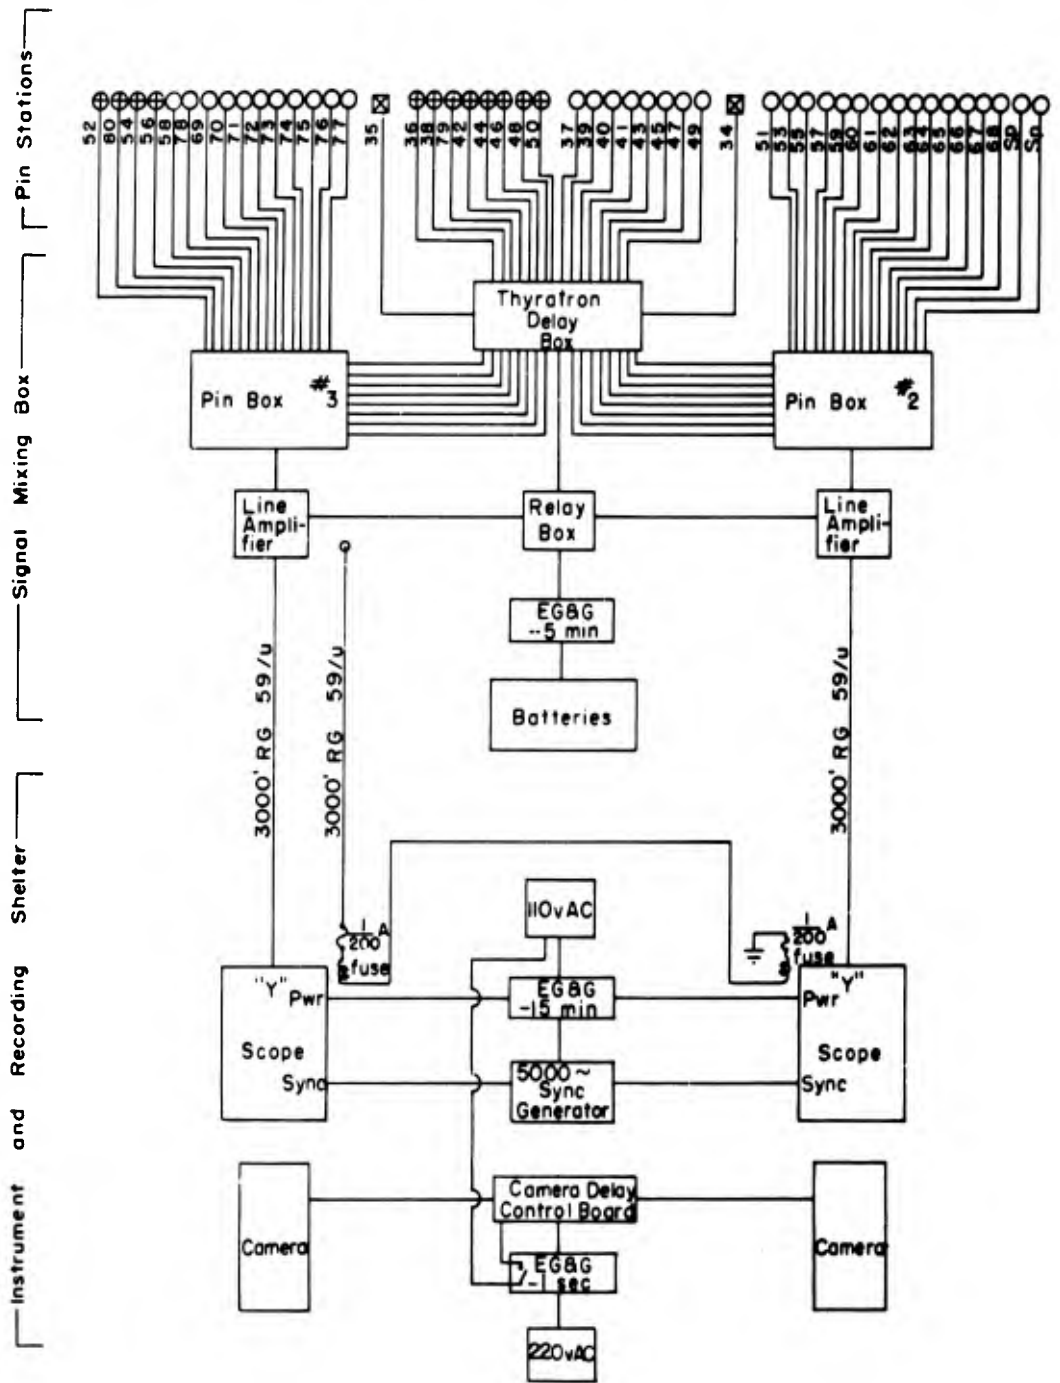 Pin Stations
52 80 54 56 58 78 69 70 71 72 73 74 75 76 77 35 36 38 79 42 44 46 48 50 37 39 40 41 43 45 47 49 34 51 53 55 57 59 60 61 62 63 64 65 66 67 68 Sp Sp
Signal Mixing Box
Thyratron
Delay
Box
Pin Box #3
Pin Box #2
Line
Ampli-
fier
Relay
Box
Line
Ampli-
fier
EG&G
--5 min
Batteries
3000' RG 59/u
3000' RG 59/u
3000' RG 59/u
Instrument and Recording Shelter
110vAC
1/200 A
fuse
1/200 A
fuse
"Y"
Pwr
Scope
Sync
EG&G
-15 min
5000 ~
Sync
Generator
"Y"
Pwr
Scope
Sync
Camera
Camera Delay
Control Board
Camera
EG&G
-1 sec
220vAC